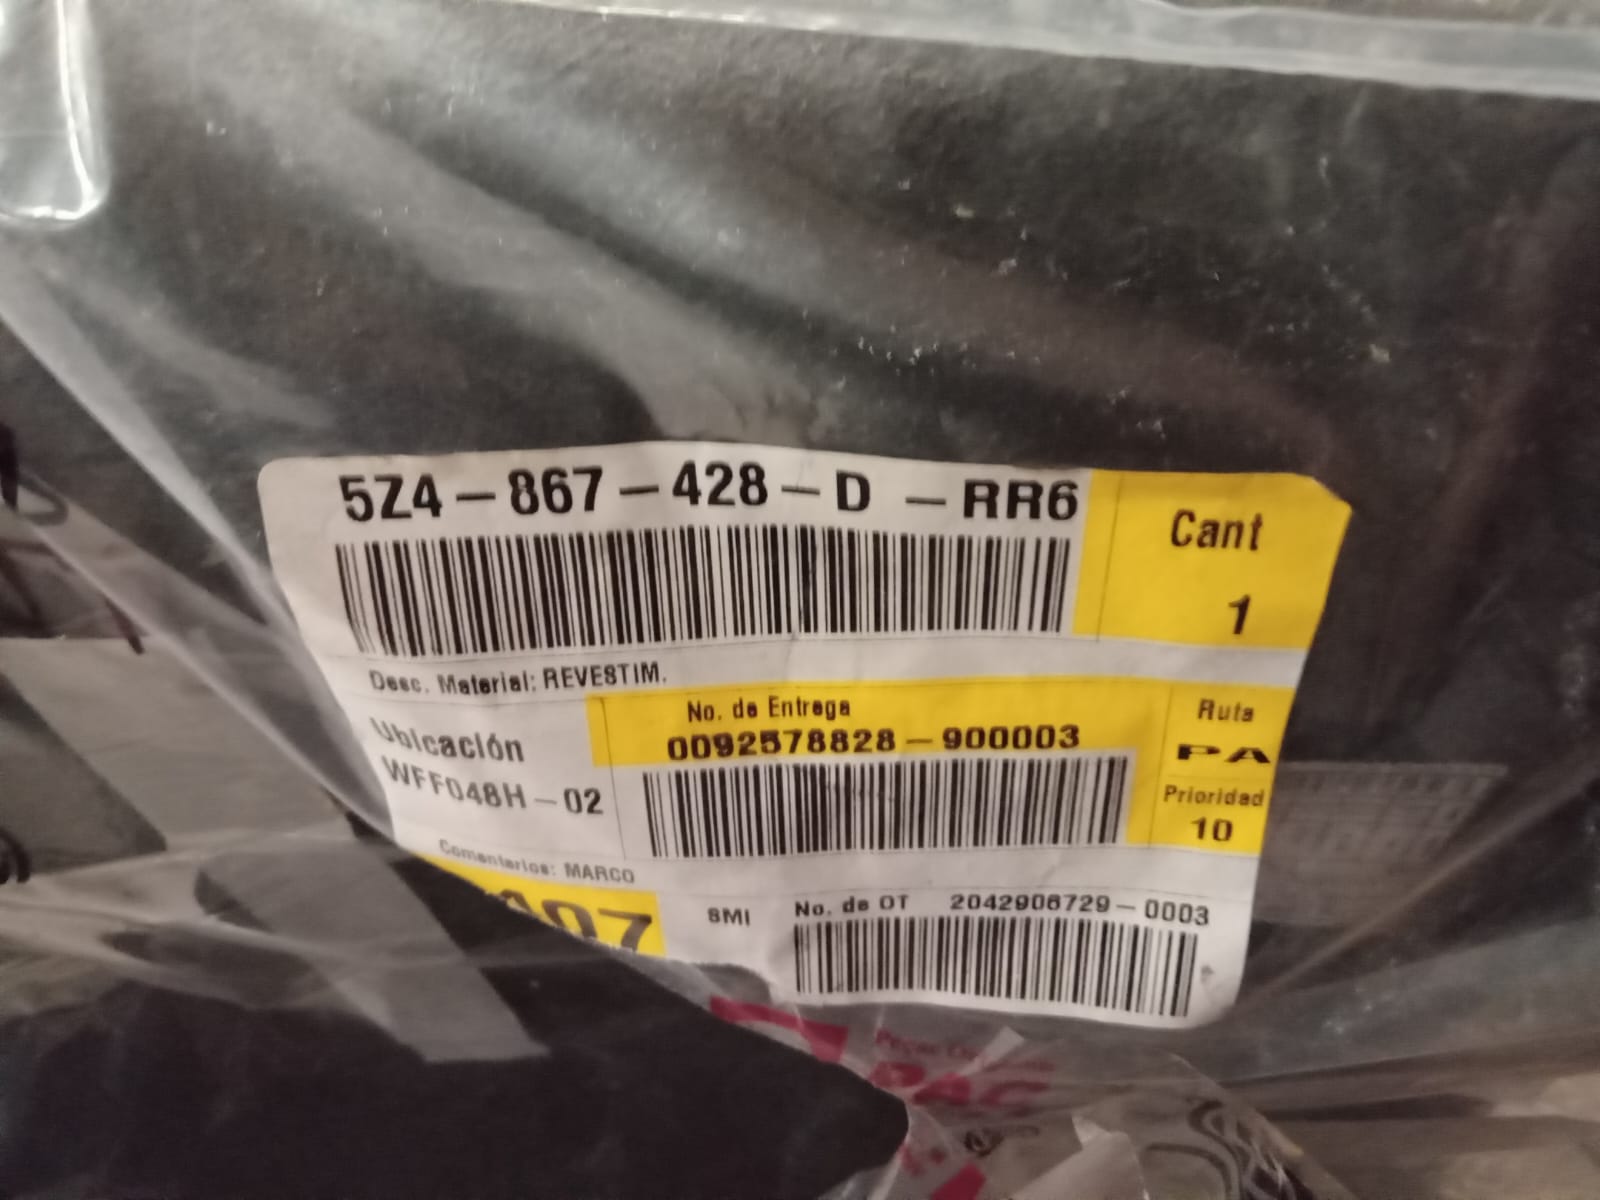 5Z4-867-428-D -RR6
Cant
1
Desc. Material: REVESTIM.
Ubicación
WFF048H-02
No. de Entrega
0092578828-900003
Ruta
PA
Prioridad
10
Comentarios: MARCO
SMI
No. de OT 2042906729-0003